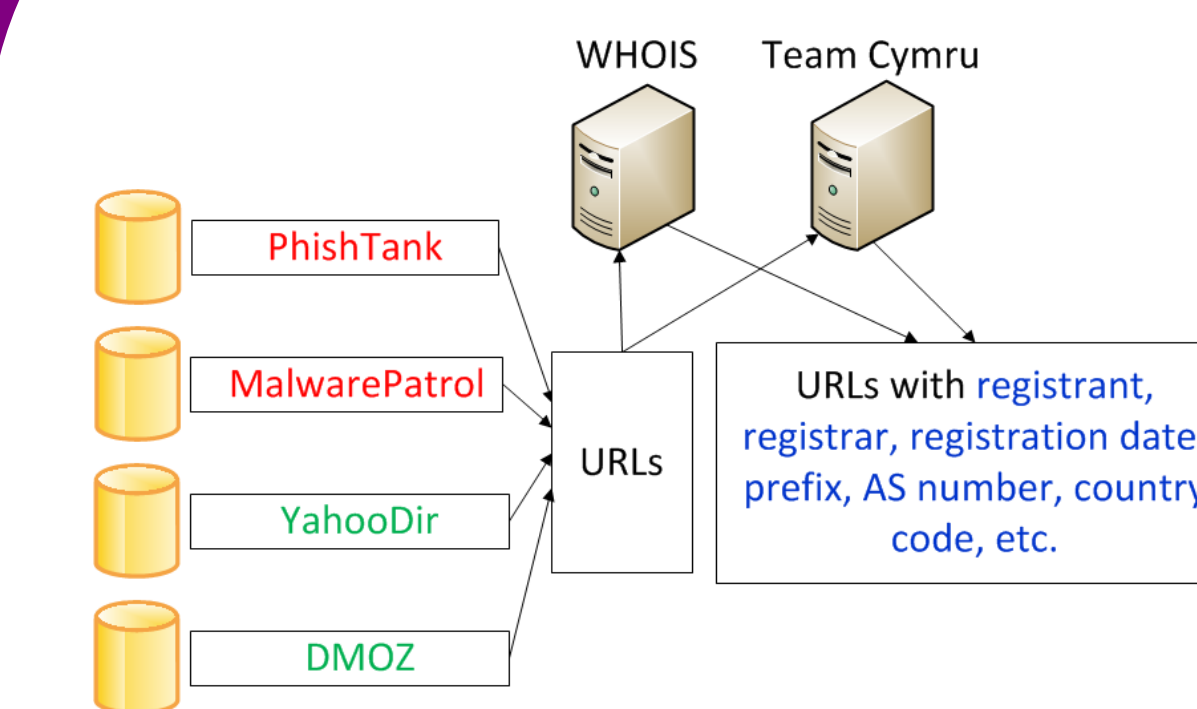 WHOIS
Team Cymru
PhishTank
MalwarePatrol
YahooDir
DMOZ
URLs
URLs with registrant,
registrar, registration date
prefix, AS number, country
code, etc.